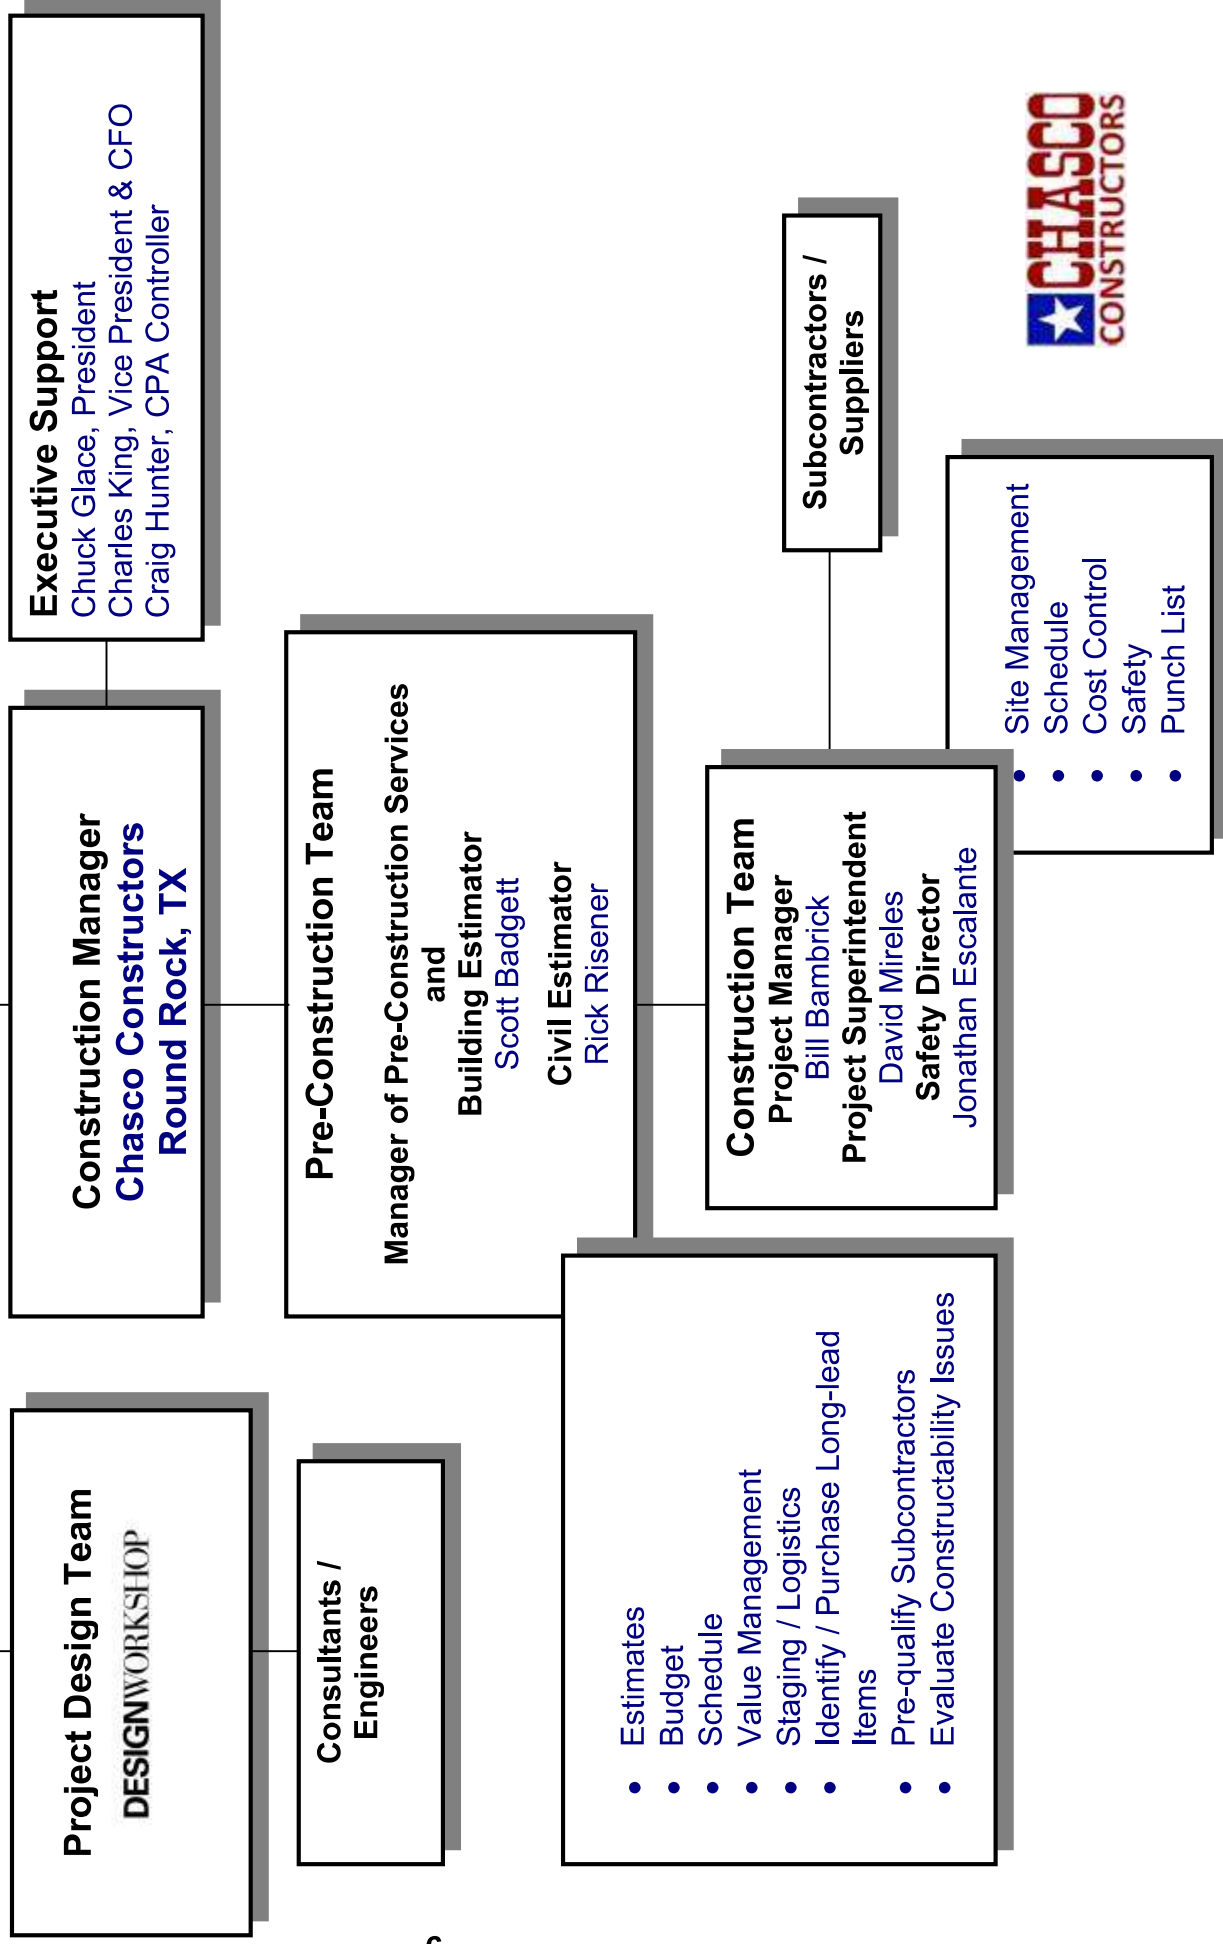 Project Design Team
DESIGNWORKSHOP
Construction Manager
Chasco Constructors
Round Rock, TX
Executive Support
Chuck Glace, President
Charles King, Vice President & CFO
Craig Hunter, CPA Controller
Consultants /
Engineers
Pre-Construction Team
Manager of Pre-Construction Services
and
Building Estimator
Scott Badgett
Civil Estimator
Rick Risener
• Estimates
• Budget
• Schedule
• Value Management
• Staging / Logistics
• Identify / Purchase Long-lead
Items
• Pre-qualify Subcontractors
• Evaluate Constructability Issues
Construction Team
Project Manager
Bill Bambrick
Project Superintendent
David Mireles
Safety Director
Jonathan Escalante
Subcontractors /
Suppliers
• Site Management
• Schedule
• Cost Control
• Safety
• Punch List
CHASCO
CONSTRUCTORS